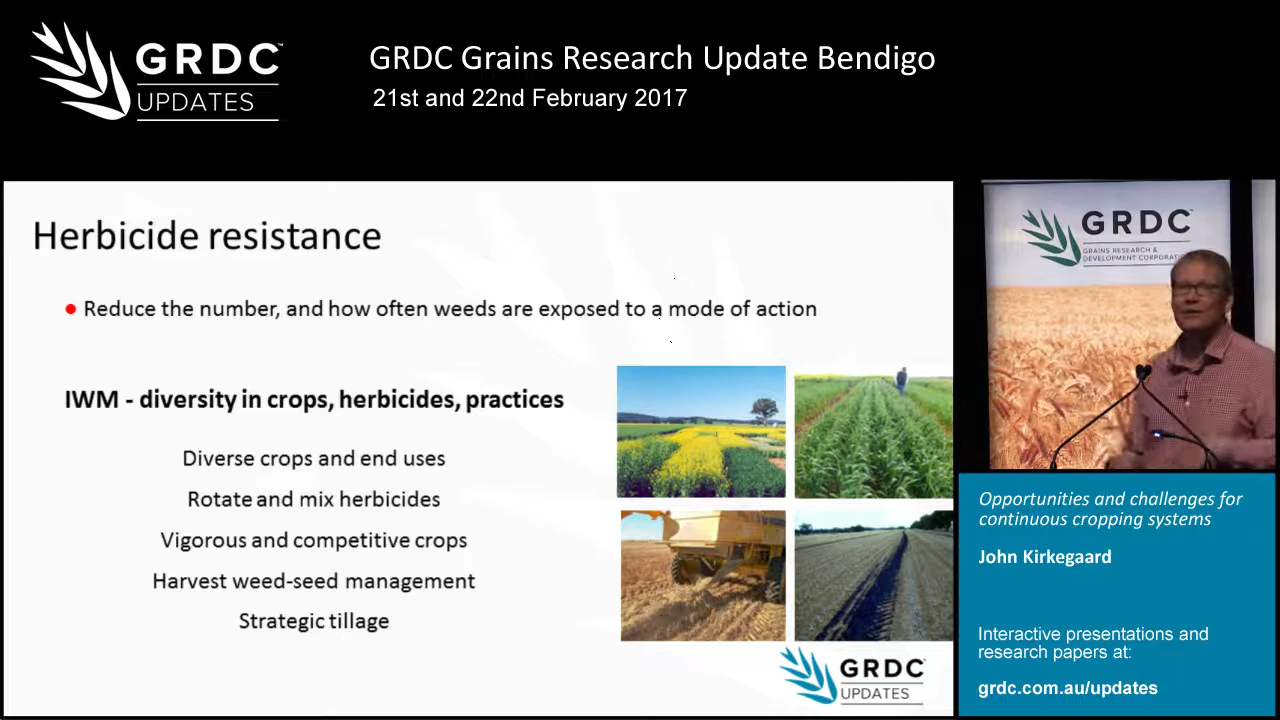 GRDC™
UPDATES
GRDC Grains Research Update Bendigo
21st and 22nd February 2017
Herbicide resistance
Reduce the number, and how often weeds are exposed to a mode of action
IWM - diversity in crops, herbicides, practices
Diverse crops and end uses
Rotate and mix herbicides
Vigorous and competitive crops
Harvest weed-seed management
Strategic tillage
GRDC
UPDATES
GRDC™
GRAINS RESEARCH &
DEVELOPMENT CORPORAT
Opportunities and challenges for
continuous cropping systems
John Kirkegaard
Interactive presentations and
research papers at:
grdc.com.au/updates